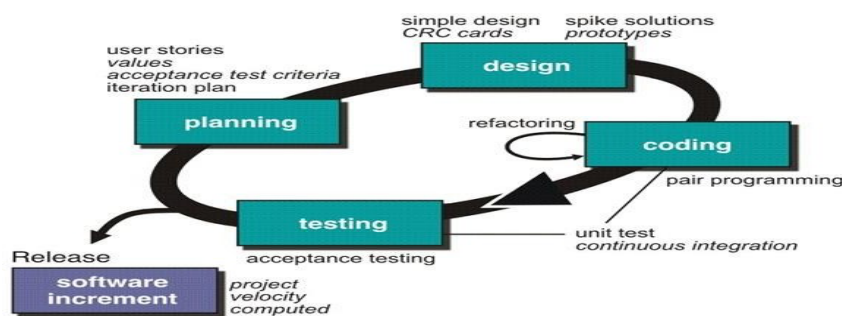 simple design
CRC cards
spike solutions
prototypes
design
user stories
values
acceptance test criteria
iteration plan
planning
refactoring
coding
pair programming
testing
acceptance testing
unit test
continuous integration
Release
software
increment
project
velocity
computed